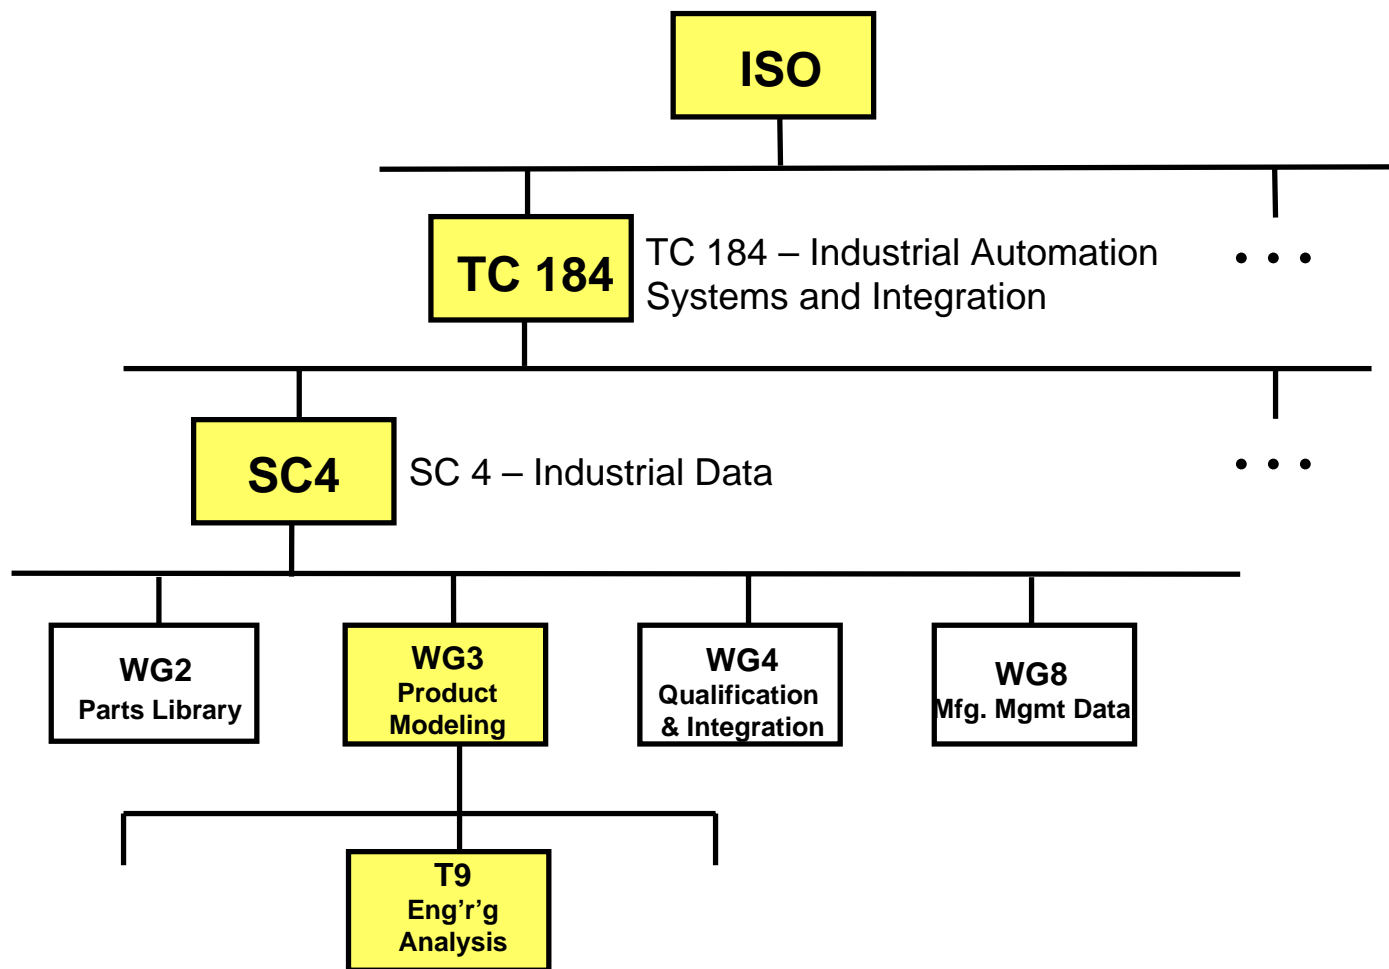 ISO
TC 184
TC 184 – Industrial Automation
Systems and Integration
• • •
SC4
SC 4 – Industrial Data
• • •
WG2
Parts Library
WG3
Product
Modeling
WG4
Qualification
& Integration
WG8
Mfg. Mgmt Data
T9
Eng’r’g
Analysis